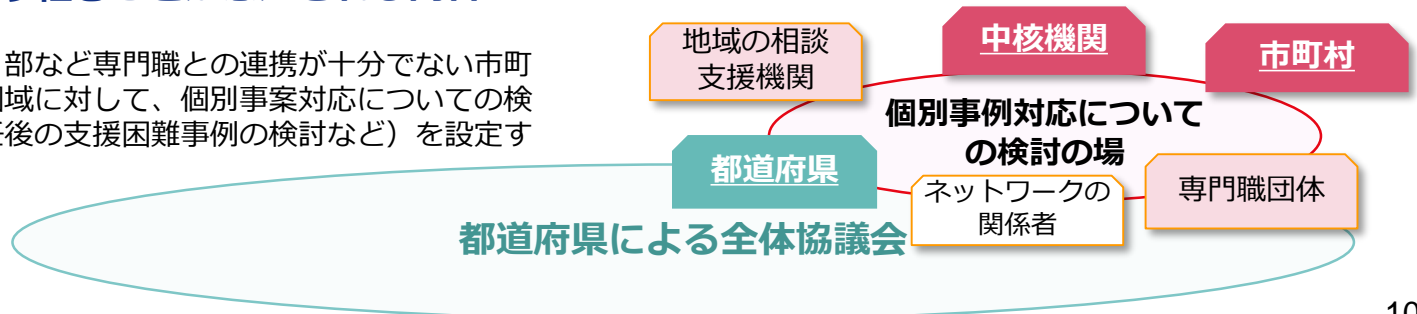 部など専門職との連携が十分でない市町
域に対して、個別事案対応についての検
後の支援困難事例の検討など）を設定す
地域の相談
支援機関
中核機関
市町村
個別事例対応について
の検討の場
都道府県
ネットワークの
関係者
専門職団体
都道府県による全体協議会
10